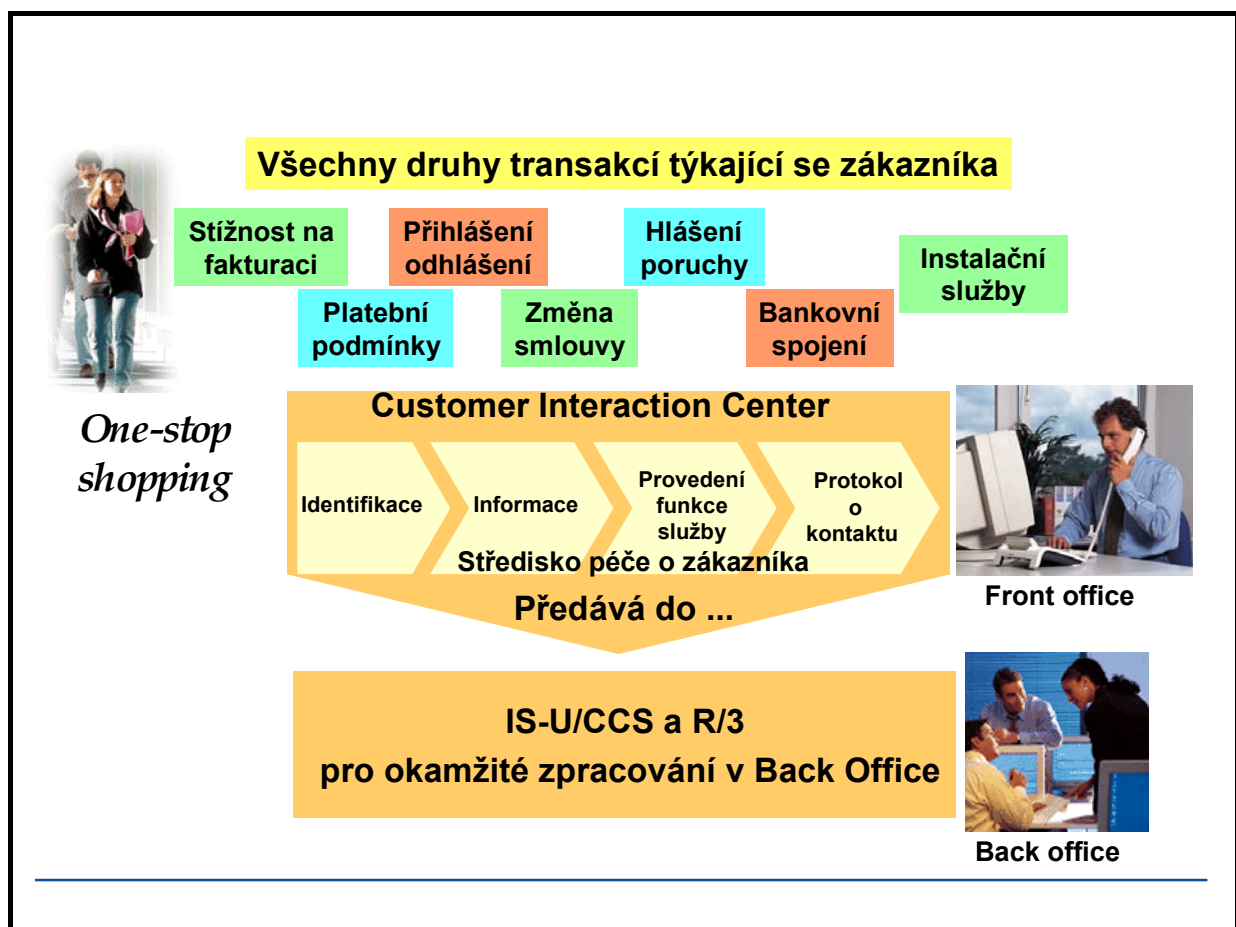 Všechny druhy transakcí týkající se zákazníka
Stížnost na
fakturaci
Přihlášení
odhlášení
Hlášení
poruchy
Instalační
služby
Platební
podmínky
Změna
smlouvy
Bankovní
spojení
One-stop
shopping
Customer Interaction Center
Identifikace
Informace
Provedení
funkce
služby
Protokol
o
kontaktu
Středisko péče o zákazníka
Předává do ...
Front office
IS-U/CCS a R/3
pro okamžité zpracování v Back Office
Back office